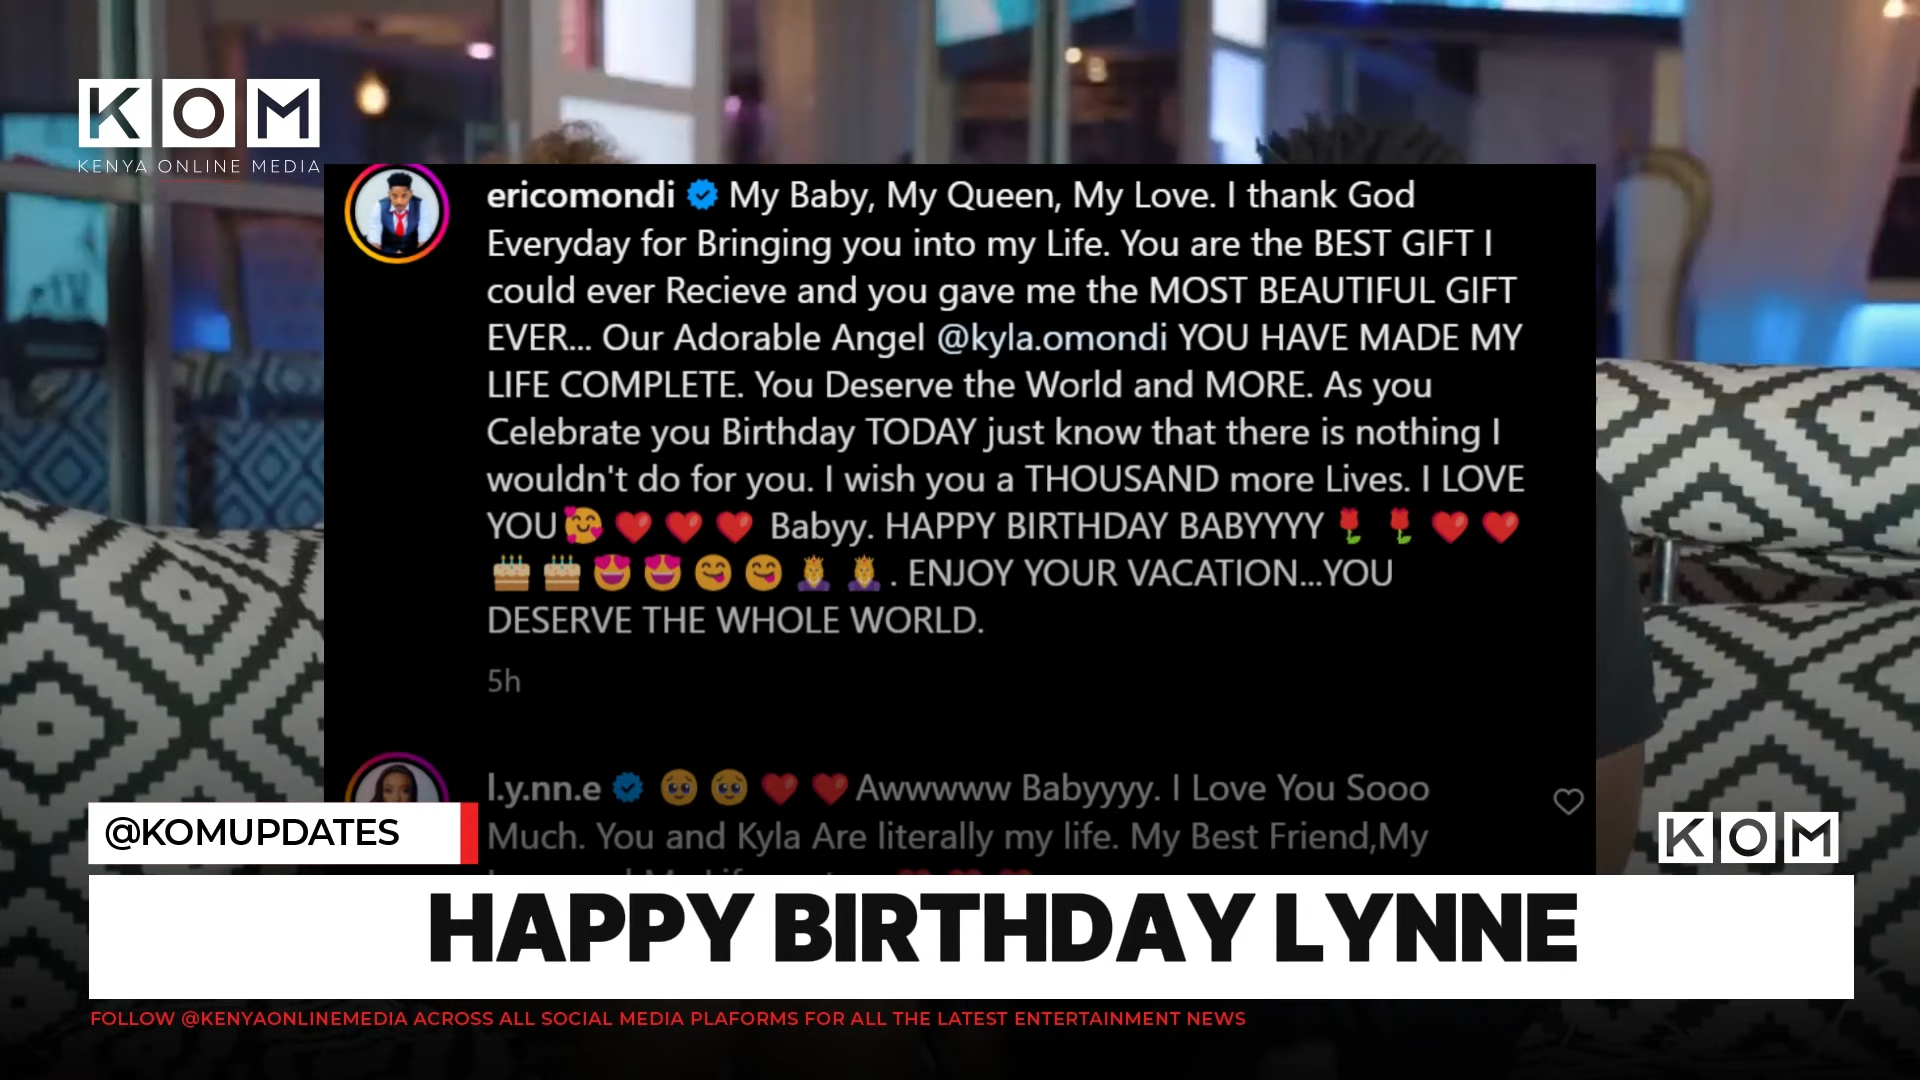 KOM
KENYA ONLINE MEDIA
ericomondi My Baby, My Queen, My Love. I thank God
Everyday for Bringing you into my Life. You are the BEST GIFT I
could ever Recieve and you gave me the MOST BEAUTIFUL GIFT
EVER... Our Adorable Angel @kyla.omondi YOU HAVE MADE MY
LIFE COMPLETE. You Deserve the World and MORE. As you
Celebrate you Birthday TODAY just know that there is nothing I
wouldn't do for you. I wish you a THOUSAND more Lives. I LOVE
YOU🥰❤️❤️❤️ Babyy. HAPPY BIRTHDAY BABYYYY🌹🌹❤️❤️
🎂🎂😍😍😋😋👸👸. ENJOY YOUR VACATION...YOU
DESERVE THE WHOLE WORLD.
5h
l.y.nn.e 🥹🥹❤️❤️Awwwww Babyyyy. I Love You Sooo
Much. You and Kyla Are literally my life. My Best Friend,My
@KOMUPDATES
KOM
HAPPY BIRTHDAY LYNNE
FOLLOW @KENYAONLINEMEDIA ACROSS ALL SOCIAL MEDIA PLAFORMS FOR ALL THE LATEST ENTERTAINMENT NEWS